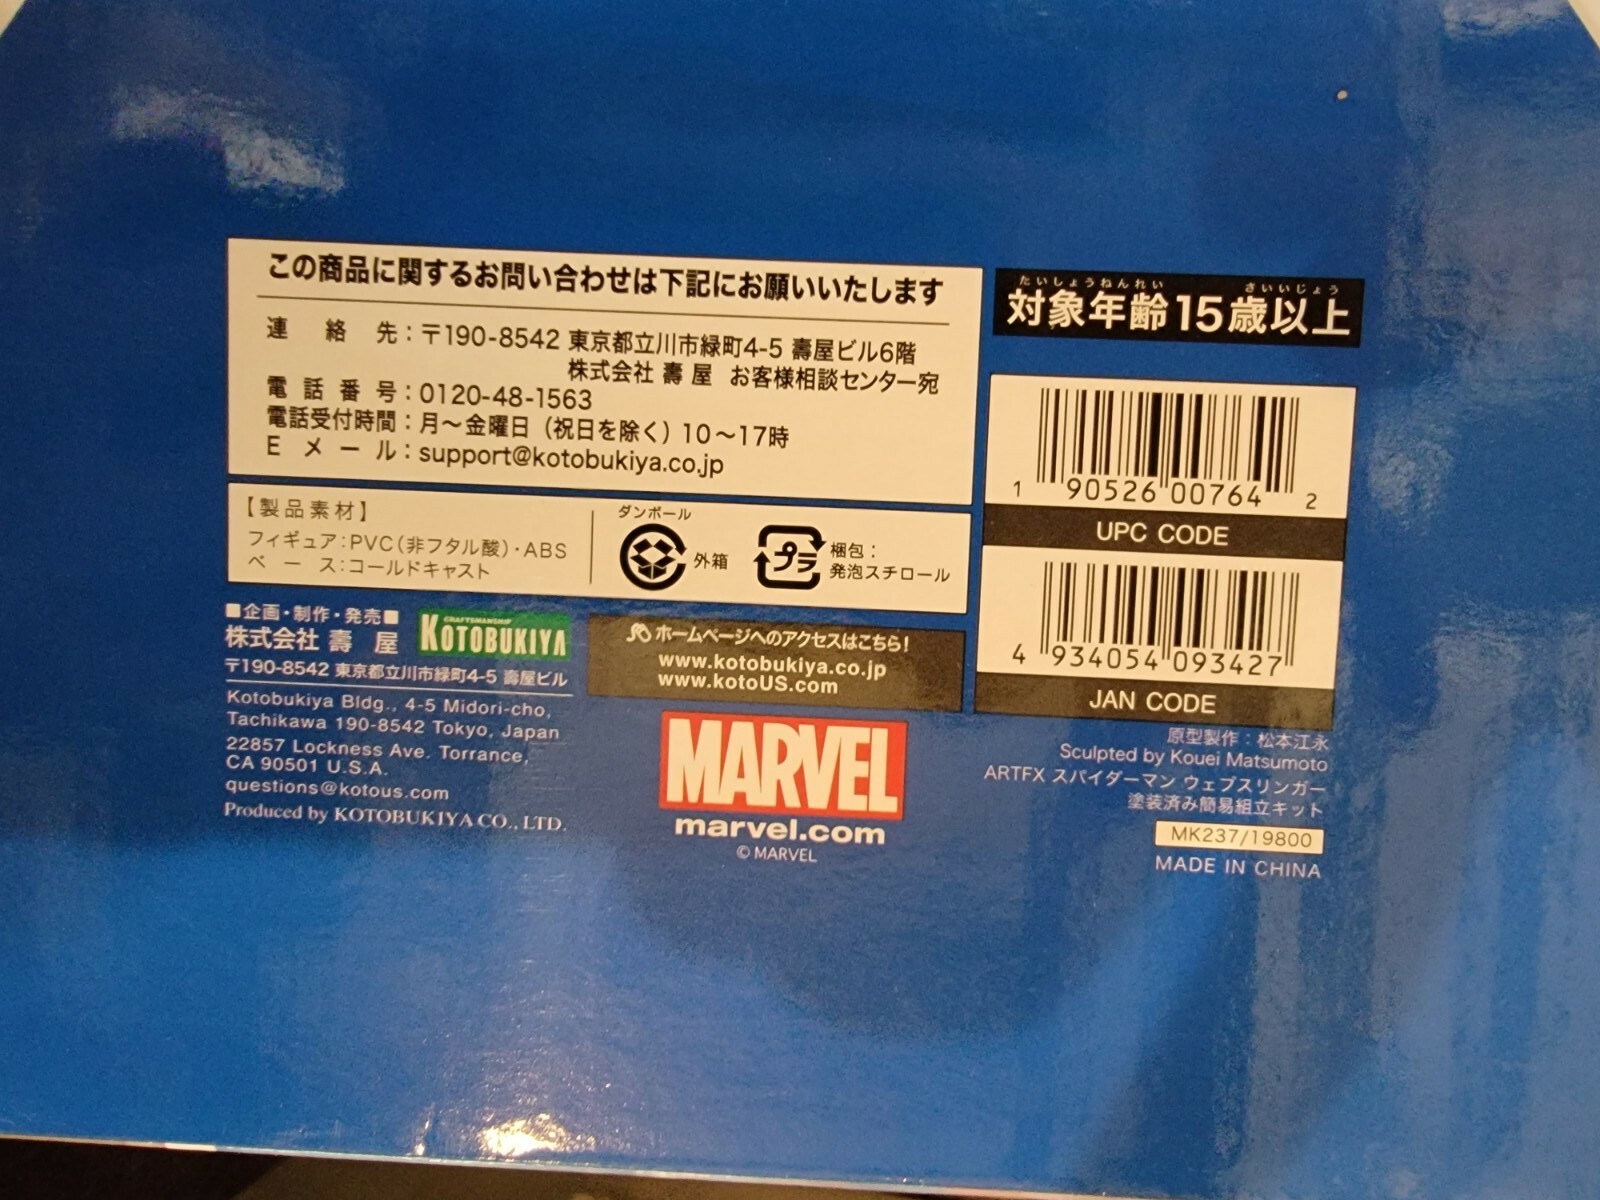 この商品に関するお問い合わせは下記にお願いいたします
連絡先：〒190-8542 東京都立川市緑町4-5 壽屋ビル6階
株式会社 壽屋 お客様相談センター宛
電話番号：0120-48-1563
電話受付時間：月～金曜日（祝日を除く）10～17時
Eメール：support@kotobukiya.co.jp
【製品素材】
フィギュア：PVC（非フタル酸）・ABS
ベース：コールドキャスト
ダンボール
外箱
プラ
梱包：
発泡スチロール
■企画・制作・発売■
株式会社 壽屋
CRAFTSMANSHIP
KOTOBUKIYA
〒190-8542 東京都立川市緑町4-5 壽屋ビル
Kotobukiya Bldg., 4-5 Midori-cho,
Tachikawa 190-8542 Tokyo, Japan
22857 Lockness Ave. Torrance,
CA 90501 U.S.A.
questions@kotous.com
Produced by KOTOBUKIYA CO., LTD.
ホームページへのアクセスはこちら！
www.kotobukiya.co.jp
www.kotoUS.com
MARVEL
marvel.com
© MARVEL
たいしょうねんれい さいいじょう
対象年齢15歳以上
1 90526 00764 2
UPC CODE
4 934054 093427
JAN CODE
原型製作：松本江永
Sculpted by Kouei Matsumoto
ARTFX スパイダーマン ウェブスリンガー
塗装済み簡易組立キット
MK237/19800
MADE IN CHINA